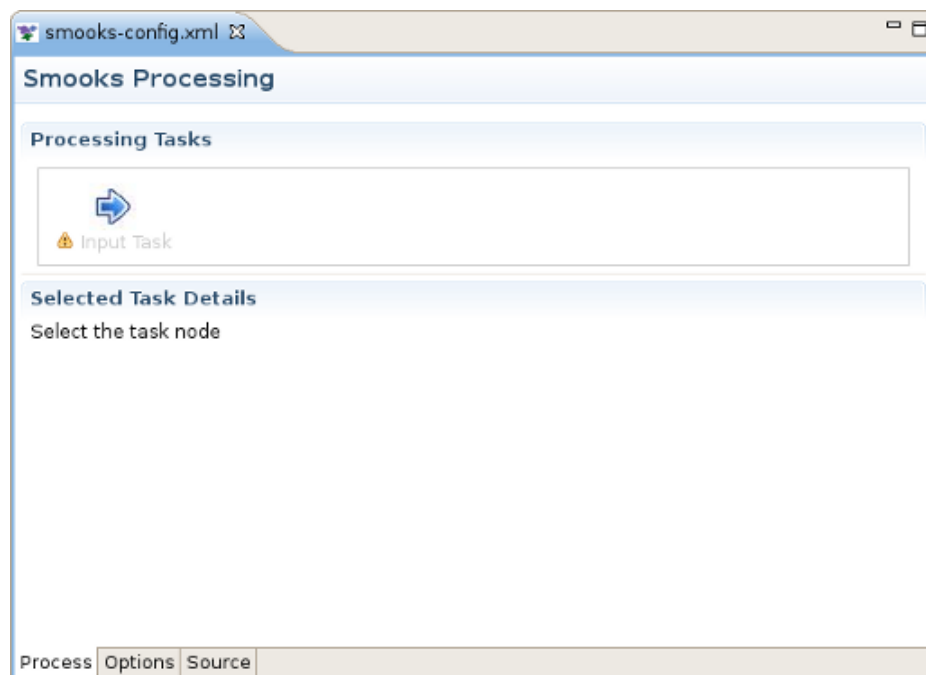 smooks-config.xml
Smooks Processing
Processing Tasks
Input Task
Selected Task Details
Select the task node
Process Options Source